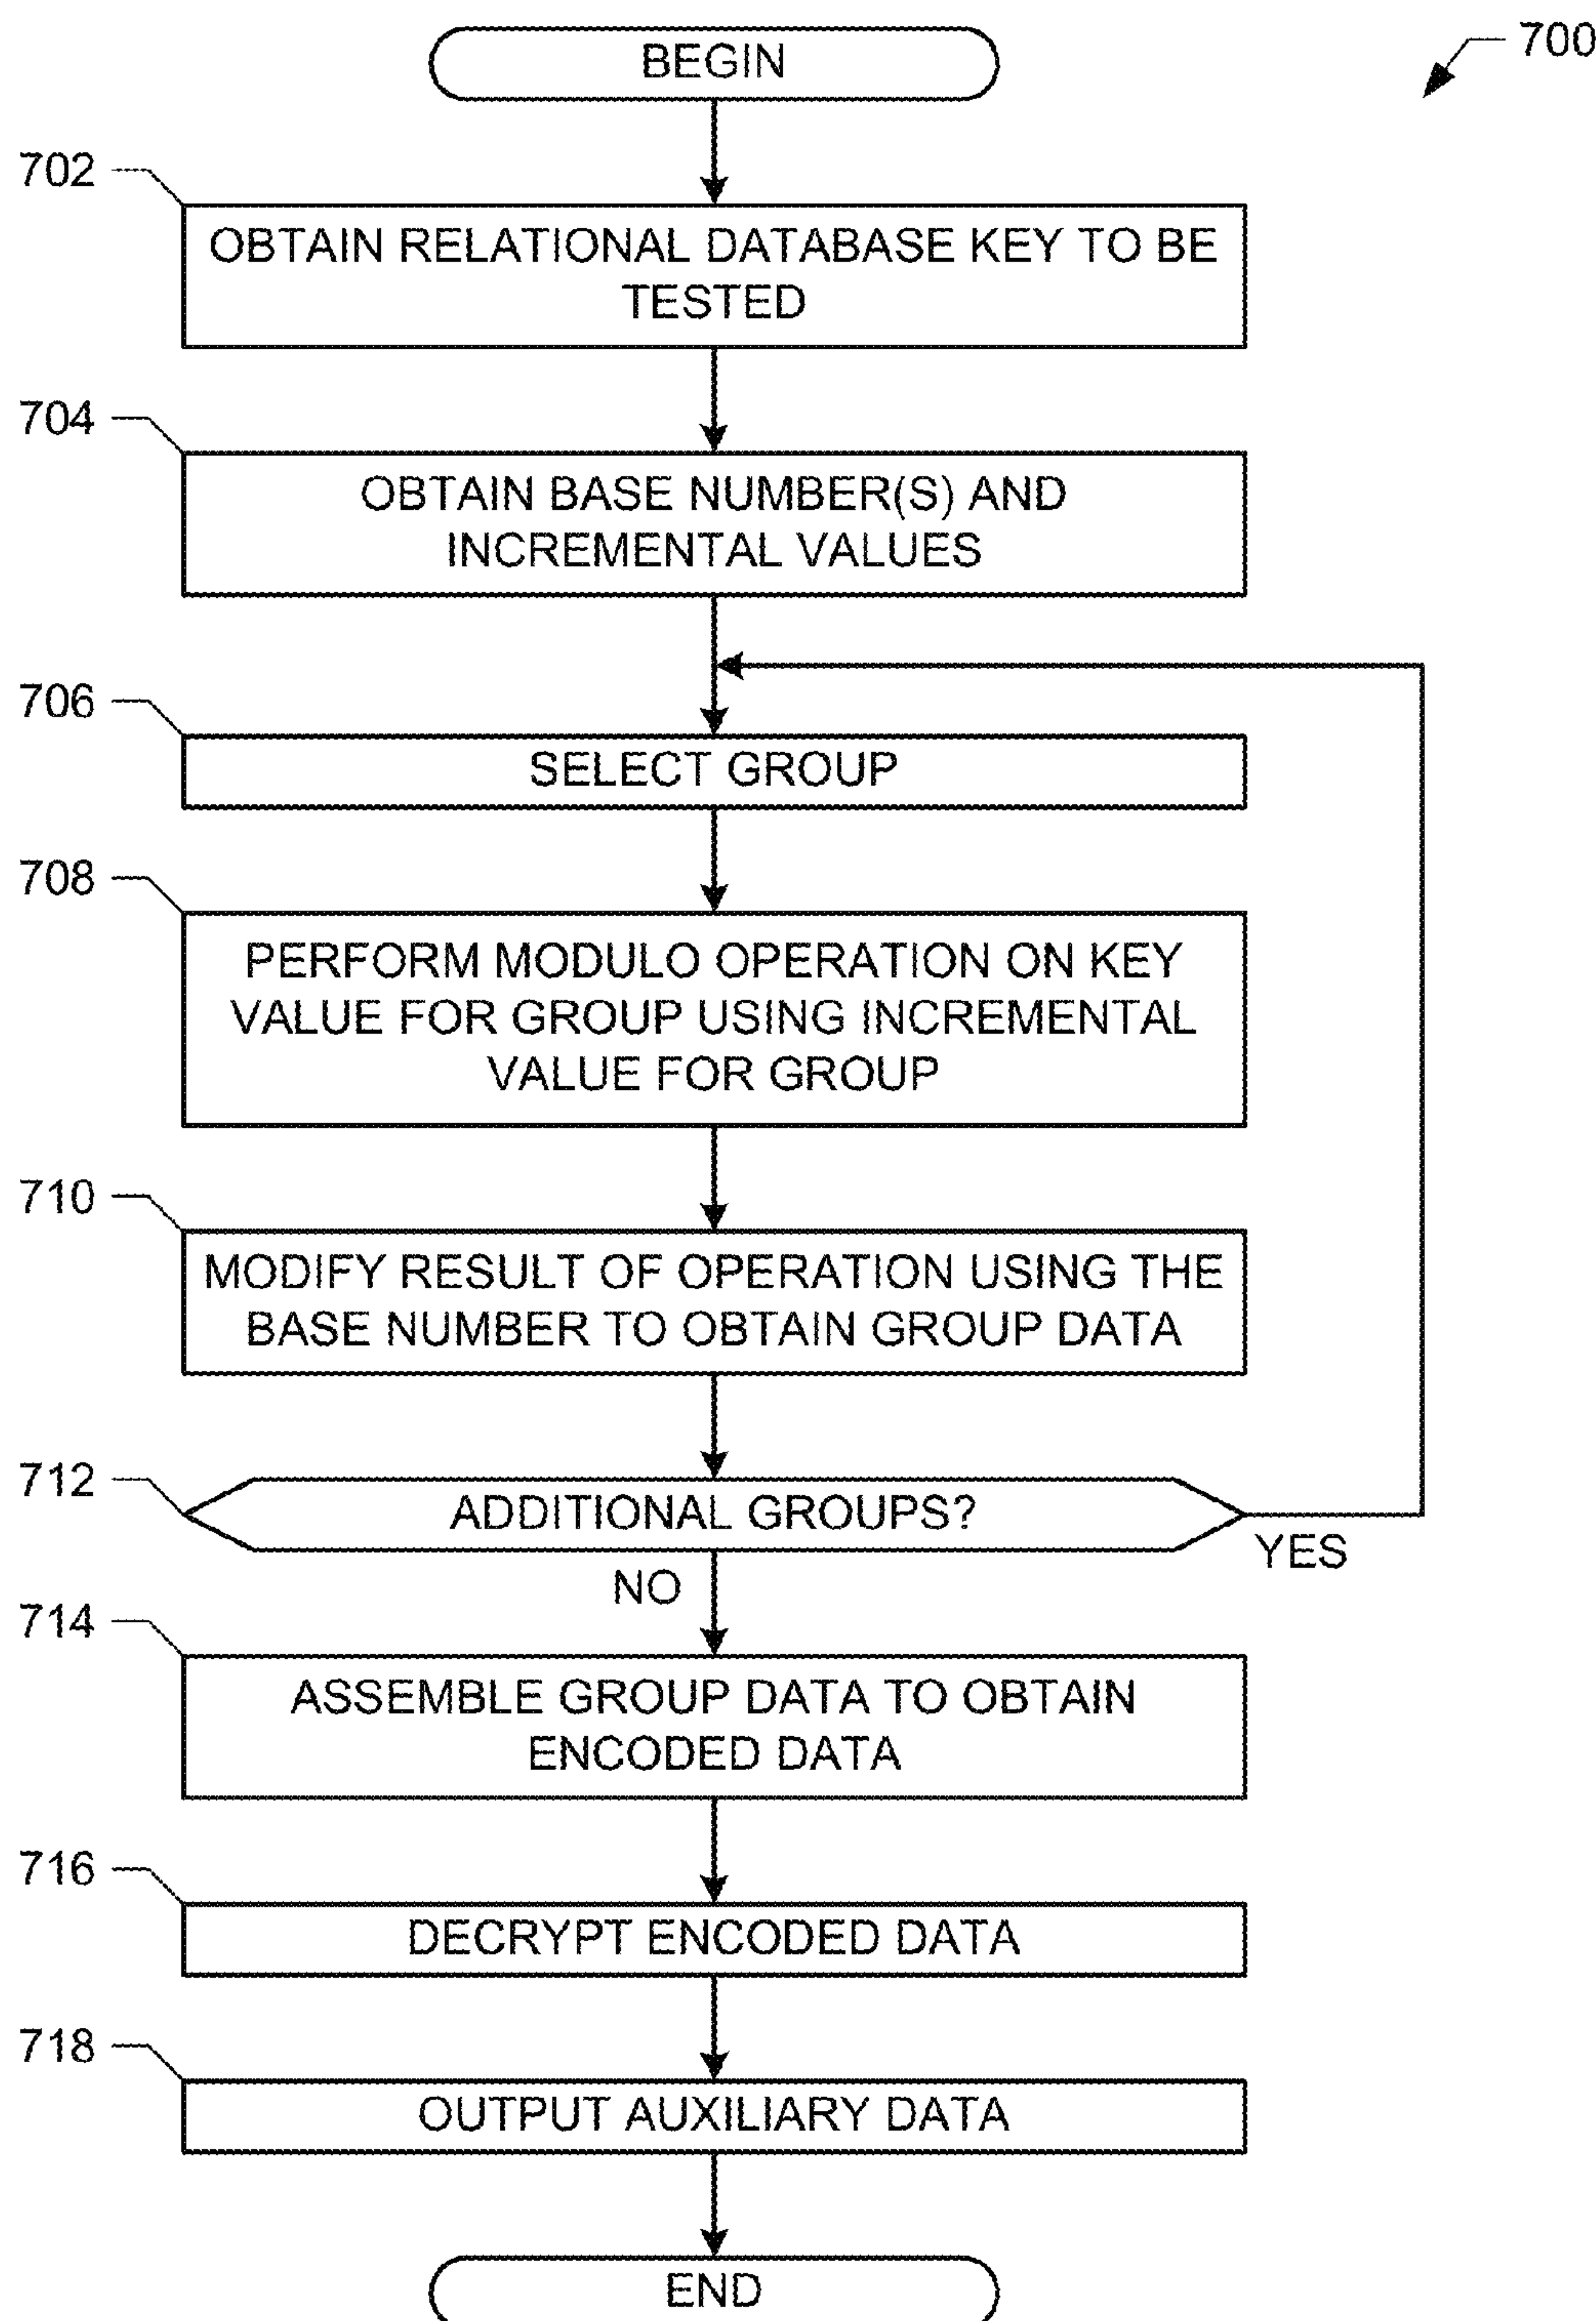 BEGIN
700
702
OBTAIN RELATIONAL DATABASE KEY TO BE
TESTED
704
OBTAIN BASE NUMBER(S) AND
INCREMENTAL VALUES
706
SELECT GROUP
708
PERFORM MODULO OPERATION ON KEY
VALUE FOR GROUP USING INCREMENTAL
VALUE FOR GROUP
710
MODIFY RESULT OF OPERATION USING THE
BASE NUMBER TO OBTAIN GROUP DATA
712
ADDITIONAL GROUPS?
YES
NO
714
ASSEMBLE GROUP DATA TO OBTAIN
ENCODED DATA
716
DECRYPT ENCODED DATA
718
OUTPUT AUXILIARY DATA
END